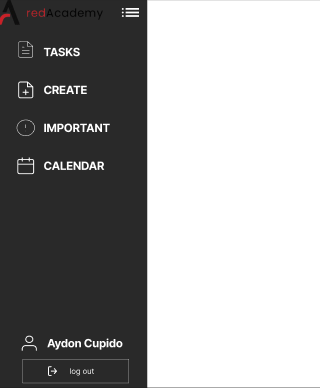 redAcademy
TASKS
CREATE
IMPORTANT
CALENDAR
Aydon Cupido
log out